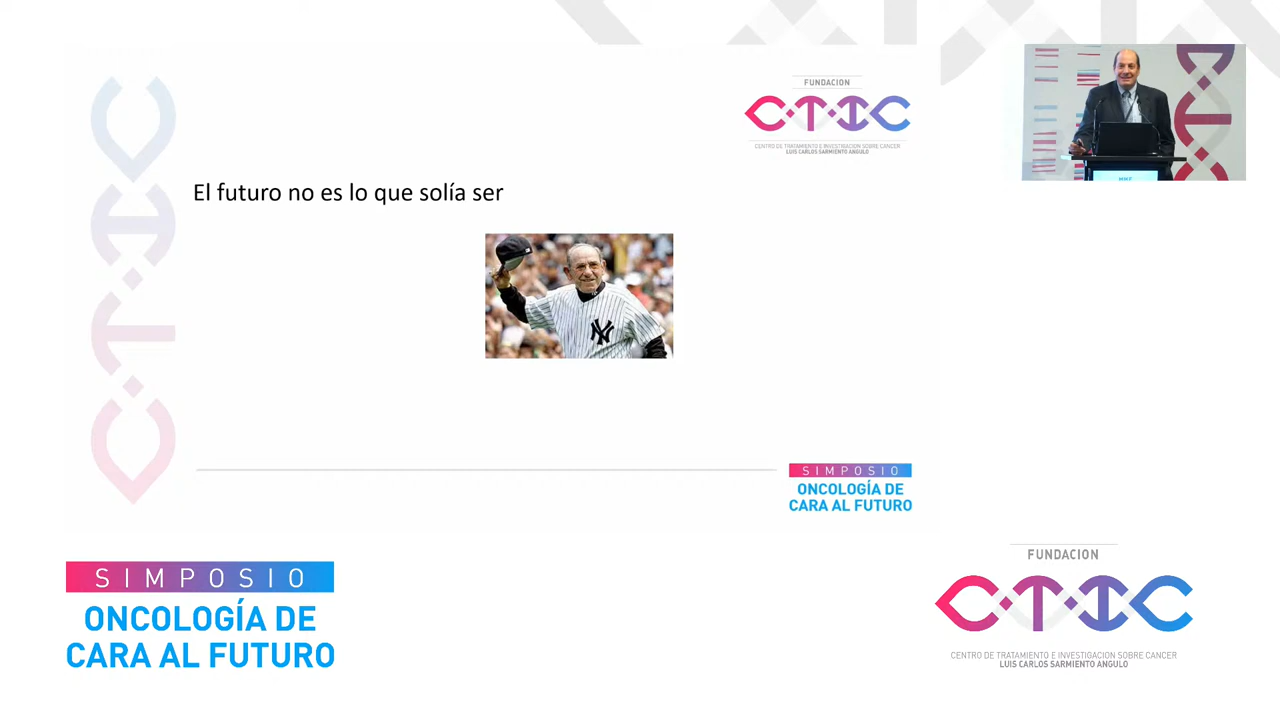 FUNDACION
C·T·I·C
CENTRO DE TRATAMIENTO E INVESTIGACION SOBRE CANCER
LUIS CARLOS SARMIENTO ANGULO
C·T·I·C
El futuro no es lo que solía ser
NY
SIMPOSIO
ONCOLOGÍA DE
CARA AL FUTURO
SIMPOSIO
ONCOLOGÍA DE
CARA AL FUTURO
FUNDACION
C·T·I·C
CENTRO DE TRATAMIENTO E INVESTIGACION SOBRE CANCER
LUIS CARLOS SARMIENTO ANGULO